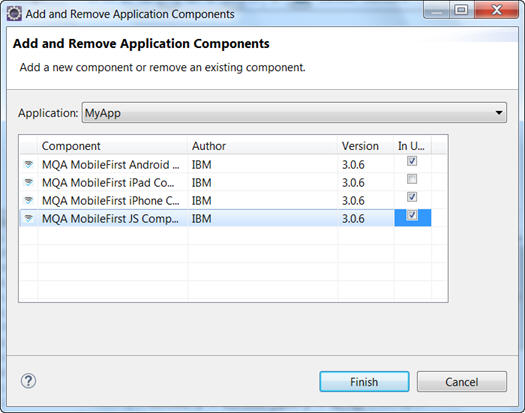 Add and Remove Application Components
Add and Remove Application Components
Add a new component or remove an existing component.
Application: MyApp
Component Author Version In U...
MQA MobileFirst Android ... IBM 3.0.6
MQA MobileFirst iPad Co... IBM 3.0.6
MQA MobileFirst iPhone C... IBM 3.0.6
MQA MobileFirst JS Comp... IBM 3.0.6
? Finish Cancel